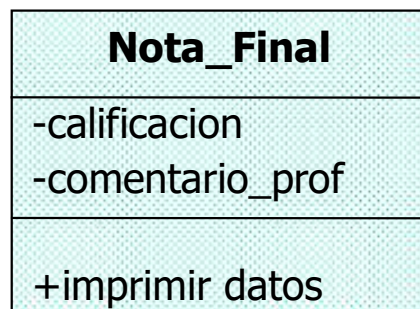 Nota_Final
-calificacion
-comentario_prof
+imprimir datos